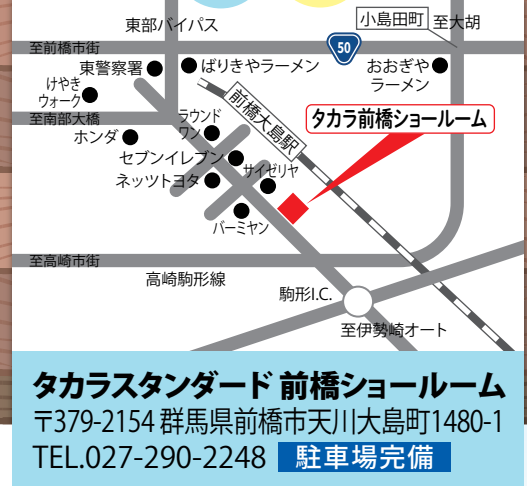 東部バイパス
小島田町
至大胡
至前橋市街
50
東警察署
ばりきやラーメン
おおぎや
ラーメン
けやき
ウォーク
前橋大島駅
ラウンド
ワン
タカラ前橋ショールーム
至南部大橋
ホンダ
セブンイレブン
サイゼリヤ
ネッツトヨタ
バーミヤン
至高崎市街
高崎駒形線
駒形I.C.
至伊勢崎オート
タカラスタンダード 前橋ショールーム
〒379-2154 群馬県前橋市天川大島町1480-1
TEL.027-290-2248 駐車場完備